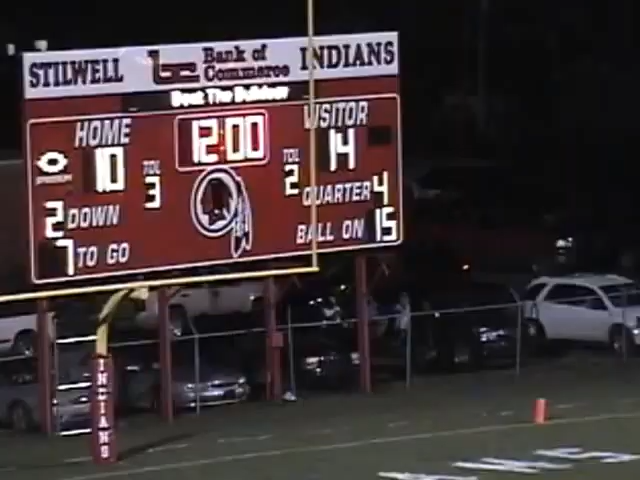 STILWELL Bank of Commerce INDIANS
Beat The Bulldogs
HOME 12:00 VISITOR
10 TOL 3 TOL 2 14
2 DOWN QUARTER 4
7 TO GO BALL ON 15
INDIANS